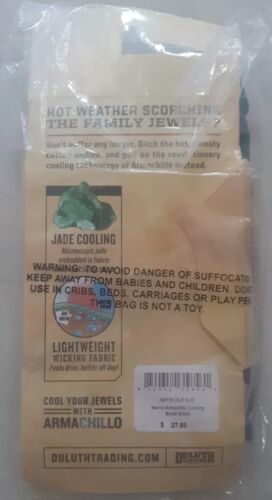 HOT WEATHER SCORCHING
THE FAMILY JEWELS?
Don't suffer any longer. Ditch the hot, sweaty
cotton undies, and pull on the revolutionary
cooling technology of Armachillo instead.
JADE COOLING
Microscopic jade
embedded in fabric
WARNING: TO AVOID DANGER OF SUFFOCATI
KEEP AWAY FROM BABIES AND CHILDREN. DON'
USE IN CRIBS, BEDS, CARRIAGES OR PLAY PE
THIS BAG IS NOT A TOY.
LIGHTWEIGHT
WICKING FABRIC
Feels drier, better all day!
COOL YOUR JEWELS
WITH
ARMACHILLO
Mens Armachillo Cooling
Boxer Briefs
$ 27.50
DULUTHTRADING.COM
DULUTH